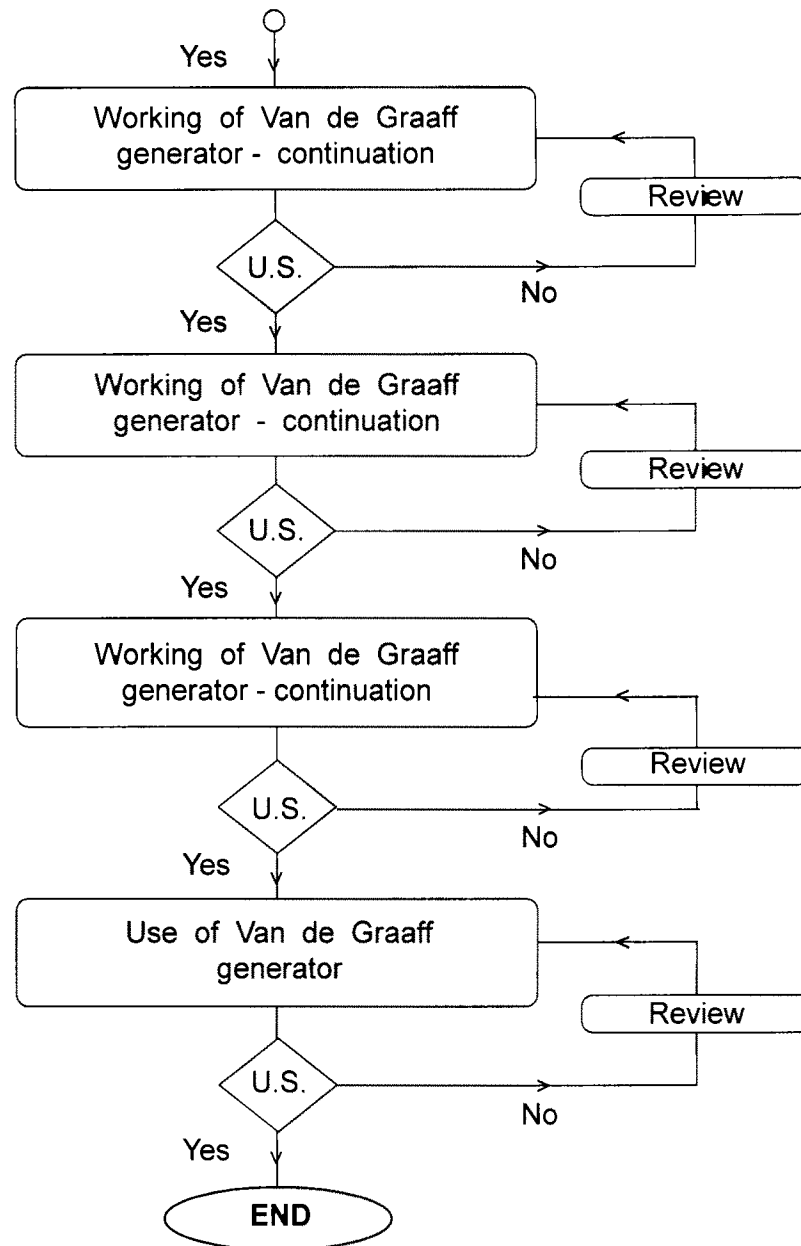 Yes
Working of Van de Graaff
generator - continuation
Review
U.S.
No
Yes
Working of Van de Graaff
generator - continuation
Review
U.S.
No
Yes
Working of Van de Graaff
generator - continuation
Review
U.S.
No
Yes
Use of Van de Graaff
generator
Review
U.S.
No
Yes
END